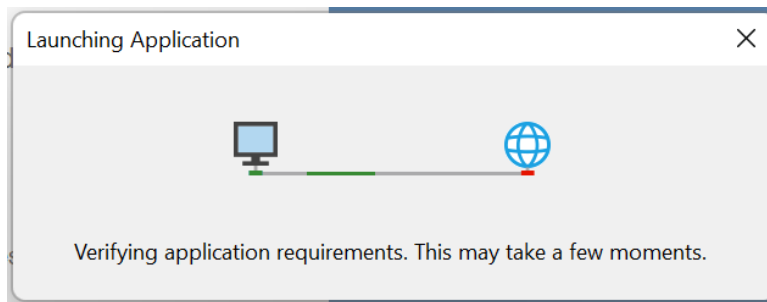 Launching Application
Verifying application requirements. This may take a few moments.